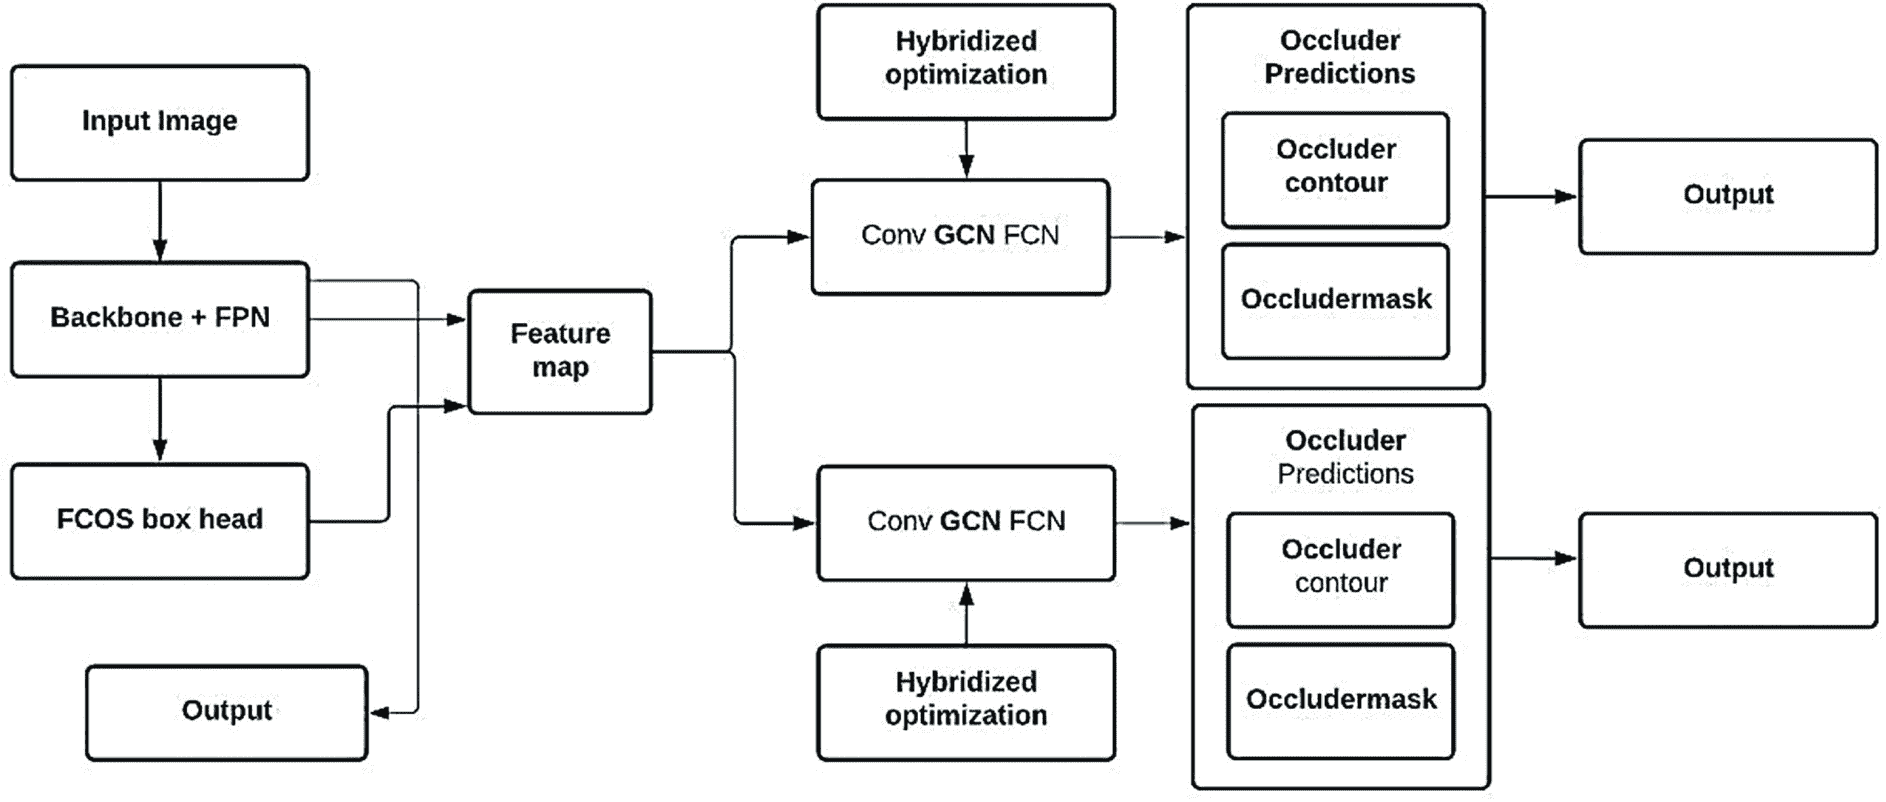 Input Image
Backbone + FPN
FCOS box head
Output
Feature
map
Hybridized
optimization
Conv GCN FCN
Conv GCN FCN
Hybridized
optimization
Occluder
Predictions
Occluder
contour
Occludermask
Occluder
Predictions
Occluder
contour
Occludermask
Output
Output